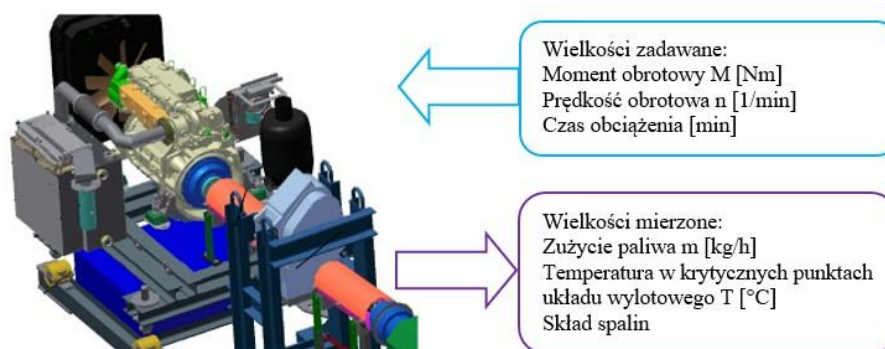 Wielkości zadawane:
Moment obrotowy M [Nm]
Prędkość obrotowa n [1/min]
Czas obciążenia [min]
Wielkości mierzone:
Zużycie paliwa m [kg/h]
Temperatura w krytycznych punktach
układu wylotowego T [°C]
Skład spalin